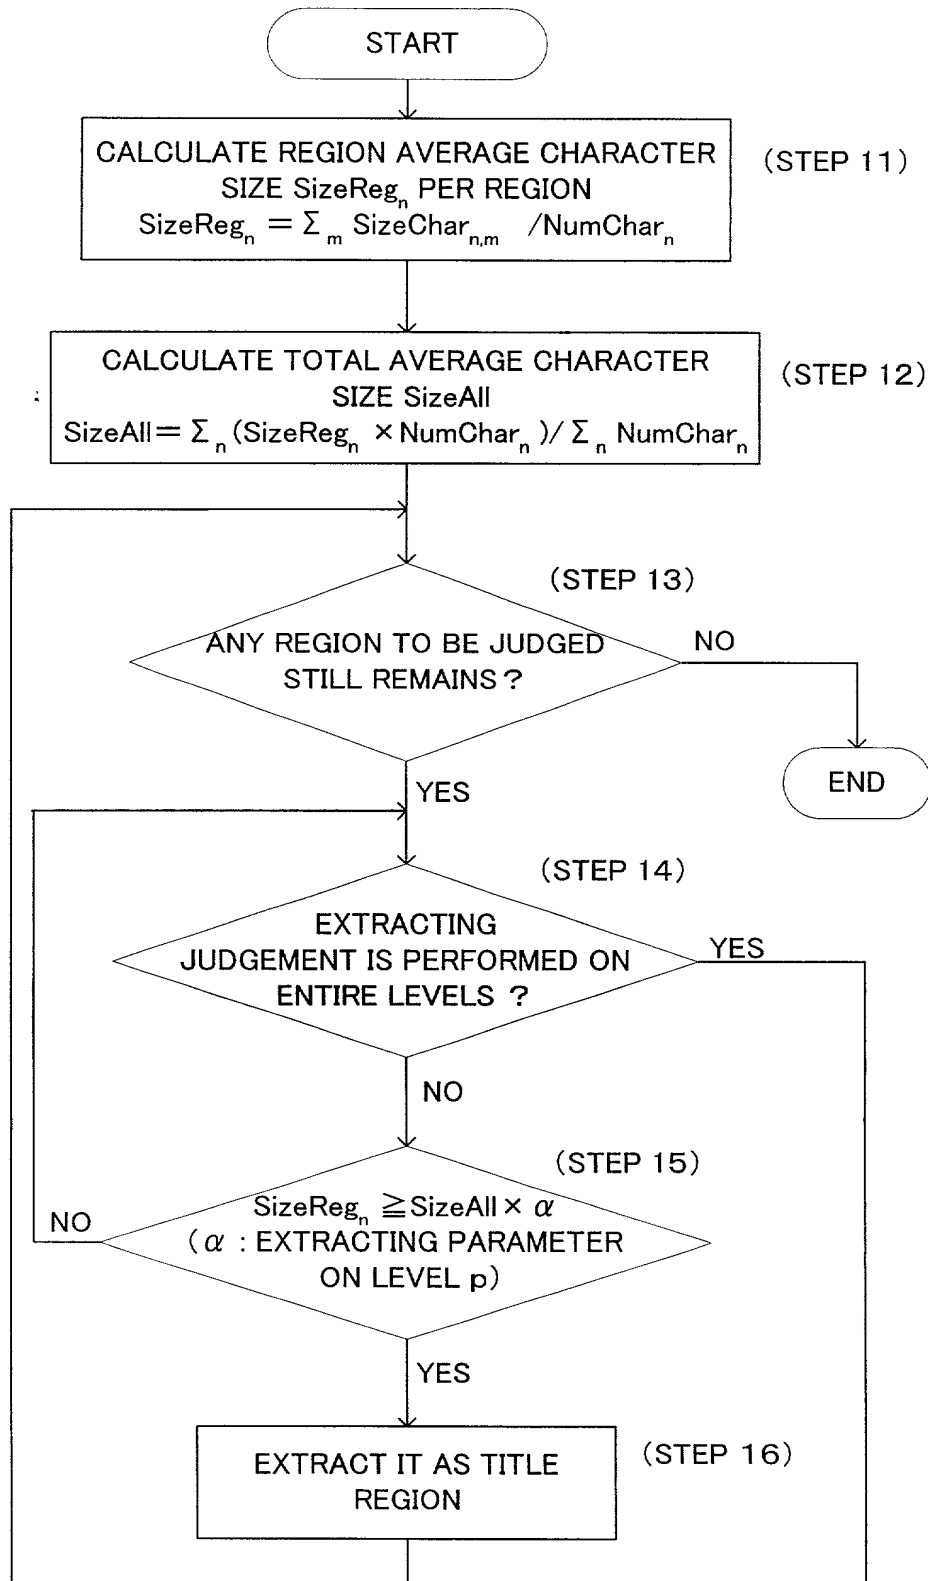 START
CALCULATE REGION AVERAGE CHARACTER
SIZE SizeRegₙ PER REGION
SizeRegₙ = Σₘ SizeCharₙ,ₘ /NumCharₙ
(STEP 11)
CALCULATE TOTAL AVERAGE CHARACTER
SIZE SizeAll
SizeAll= Σₙ (SizeRegₙ × NumCharₙ )/ Σₙ NumCharₙ
(STEP 12)
(STEP 13)
ANY REGION TO BE JUDGED
STILL REMAINS ?
NO
END
YES
(STEP 14)
EXTRACTING
JUDGEMENT IS PERFORMED ON
ENTIRE LEVELS ?
YES
NO
(STEP 15)
SizeRegₙ ≧ SizeAll × α
(α : EXTRACTING PARAMETER
ON LEVEL p)
NO
YES
(STEP 16)
EXTRACT IT AS TITLE
REGION